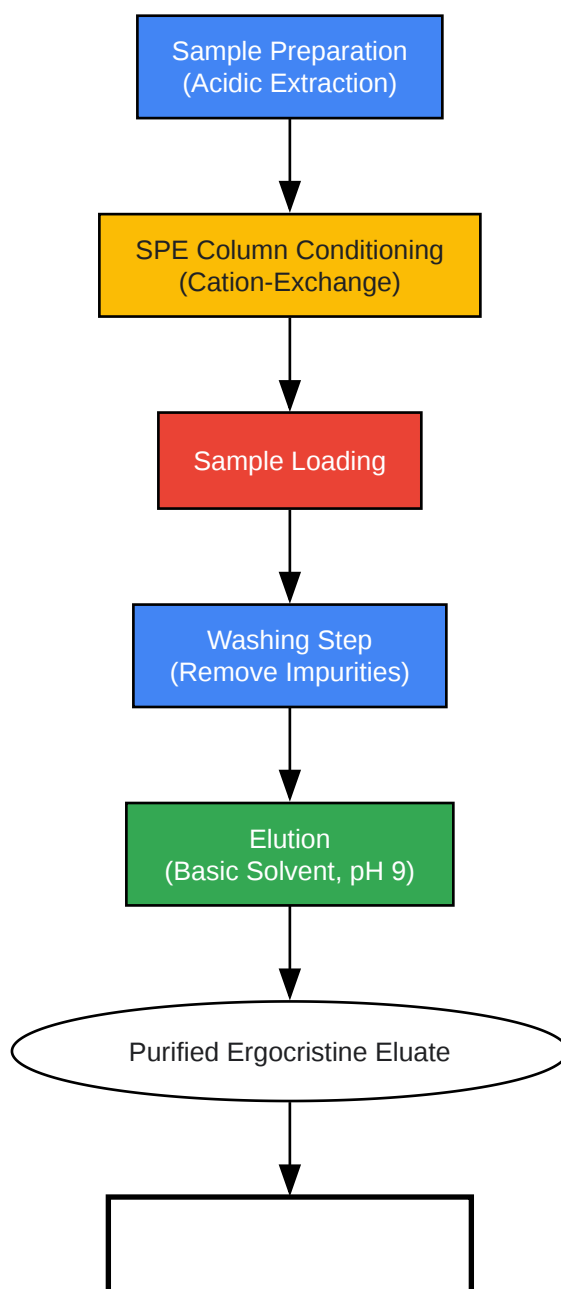 Sample Preparation
(Acidic Extraction)
SPE Column Conditioning
(Cation-Exchange)
Sample Loading
Washing Step
(Remove Impurities)
Elution
(Basic Solvent, pH 9)
Purified Ergocristine Eluate